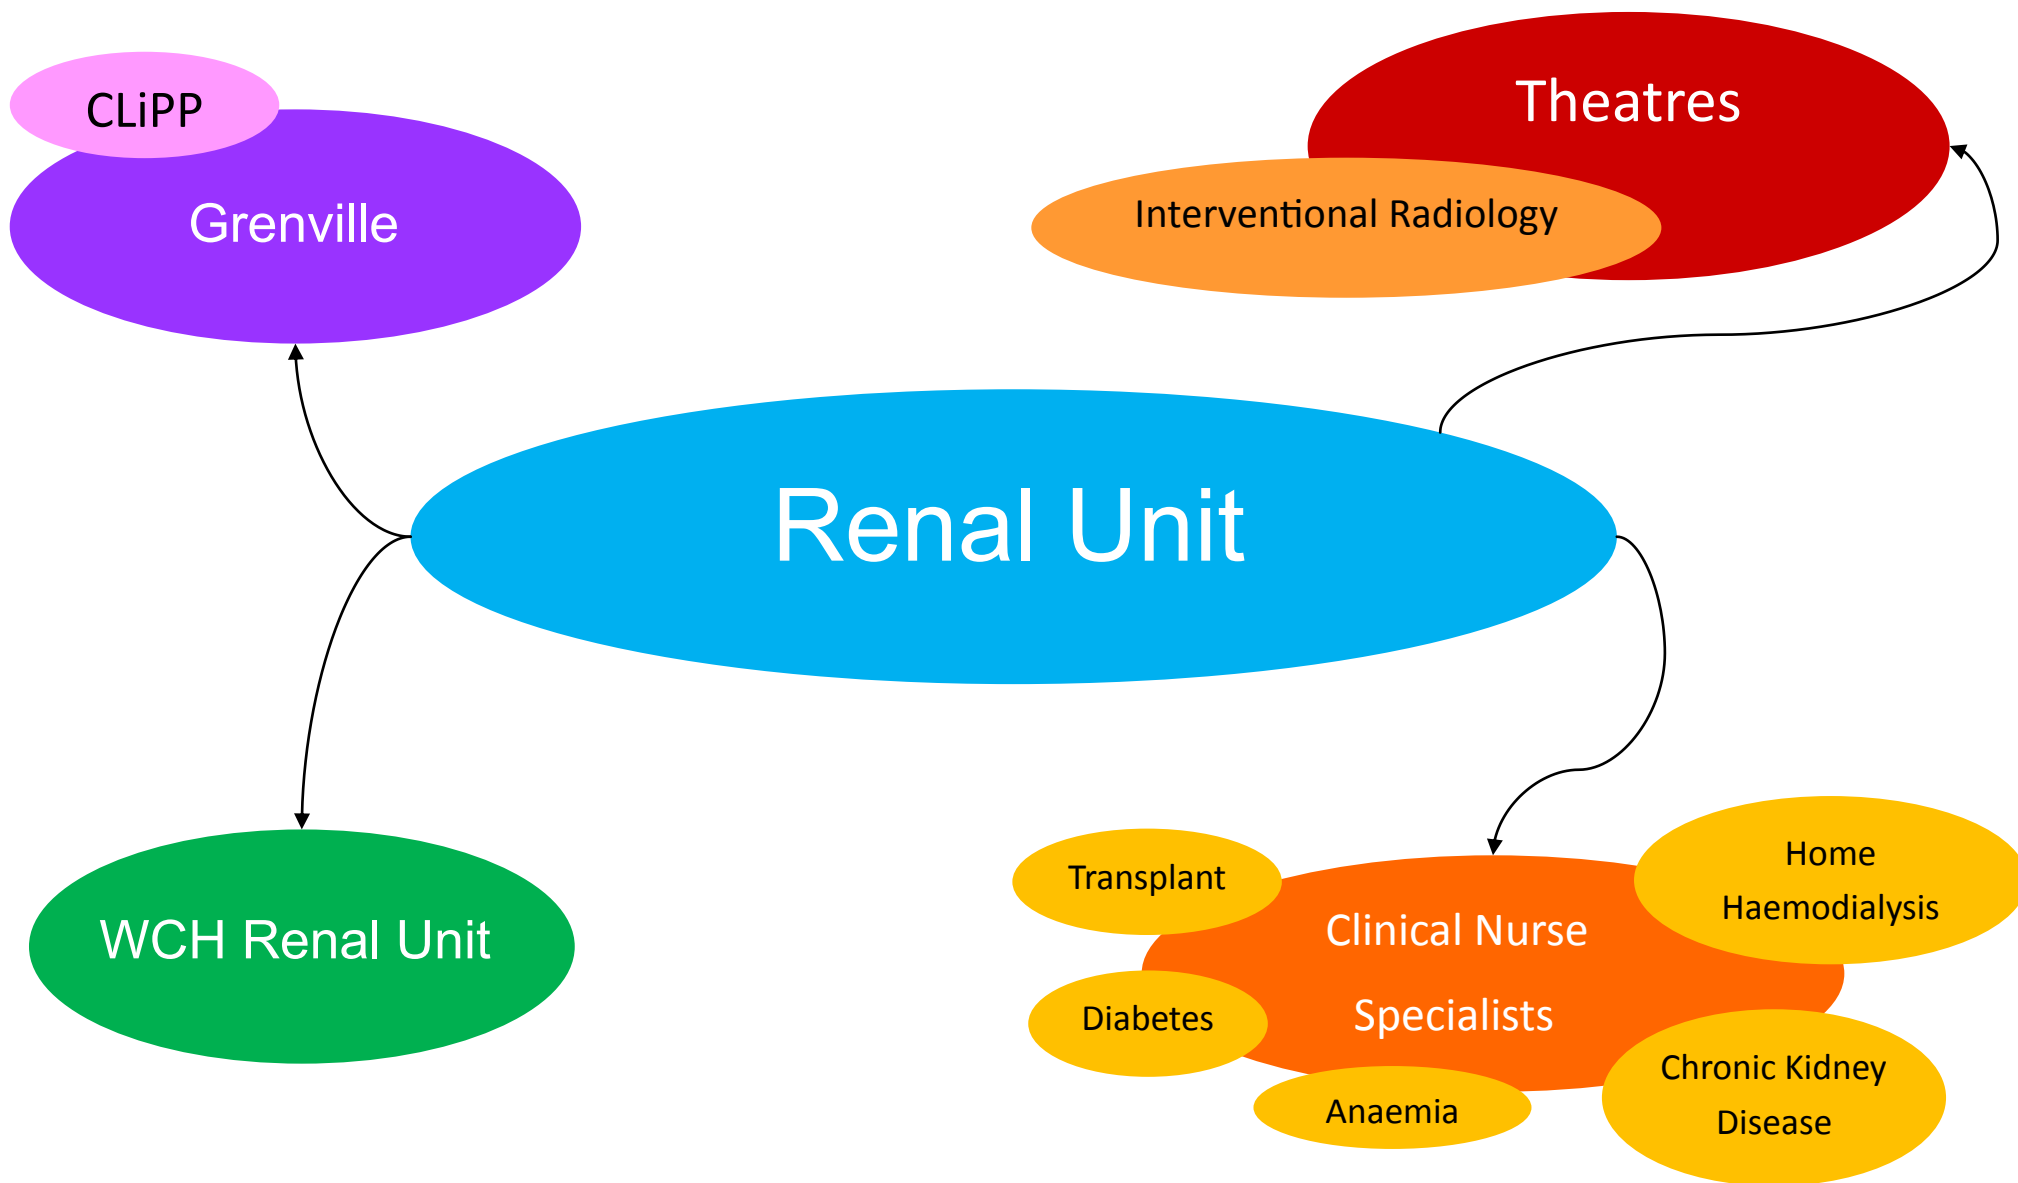 CLiPP
Grenville
Theatres
Interventional Radiology
Renal Unit
WCH Renal Unit
Transplant
Diabetes
Anaemia
Clinical Nurse
Specialists
Home
Haemodialysis
Chronic Kidney
Disease